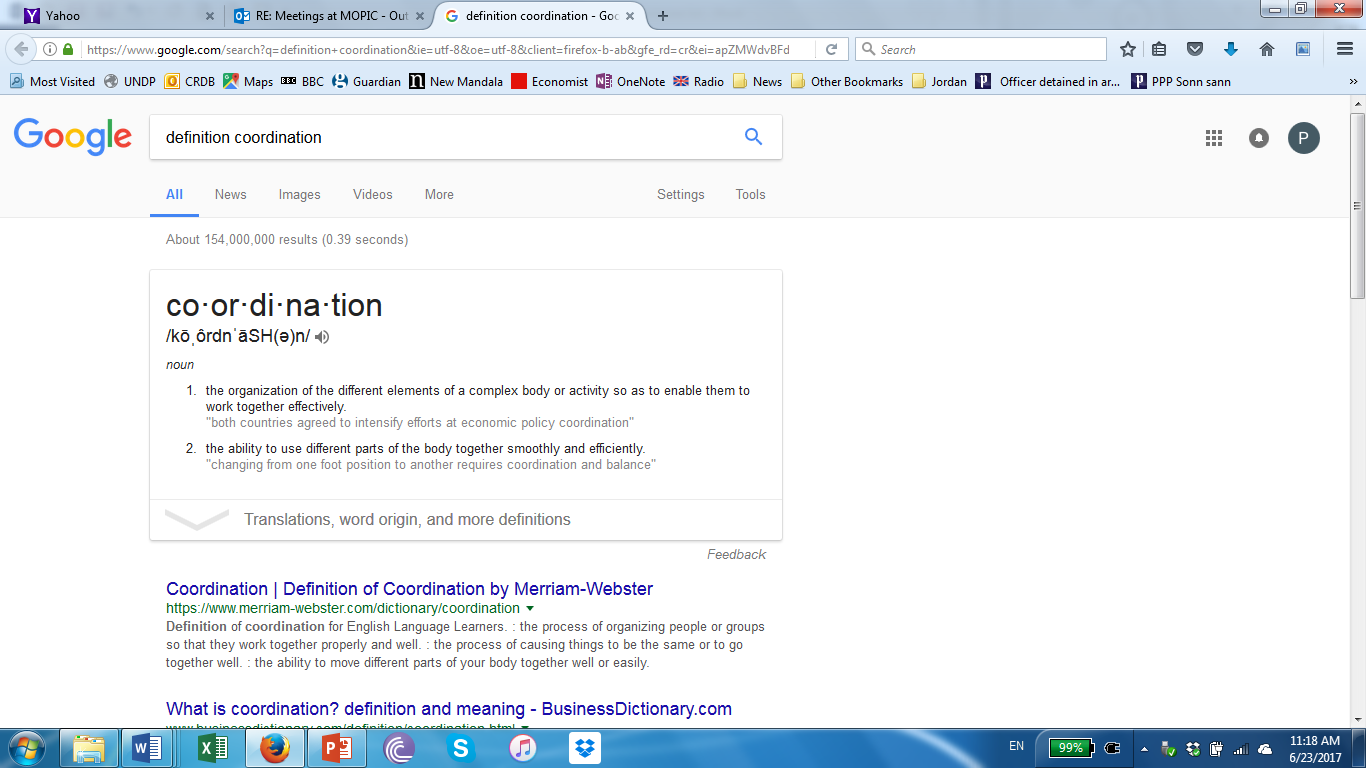 Yahoo
RE: Meetings at MOPIC - Out
definition coordination - Goo
https://www.google.com/search?q=definition+coordination&ie=utf-8&oe=utf-8&client=firefox-b-ab&gfe_rd=cr&ei=apZMWdvBFd
Search
Most Visited UNDP CRDB Maps BBC Guardian New Mandala Economist OneNote Radio News Other Bookmarks Jordan Officer detained in ar... PPP Sonn sann
Google
definition coordination
P
All News Images Videos More Settings Tools
About 154,000,000 results (0.39 seconds)
co·or·di·na·tion
/kōˌôrdnˈāSH(ə)n/
noun
1. the organization of the different elements of a complex body or activity so as to enable them to
work together effectively.
"both countries agreed to intensify efforts at economic policy coordination"
2. the ability to use different parts of the body together smoothly and efficiently.
"changing from one foot position to another requires coordination and balance"
Translations, word origin, and more definitions
Feedback
Coordination | Definition of Coordination by Merriam-Webster
https://www.merriam-webster.com/dictionary/coordination
Definition of coordination for English Language Learners. : the process of organizing people or groups
so that they work together properly and well. : the process of causing things to be the same or to go
together well. : the ability to move different parts of your body together well or easily.
What is coordination? definition and meaning - BusinessDictionary.com
www.businessdictionary.com/definition/coordination.html
EN
99%
11:18 AM
6/23/2017